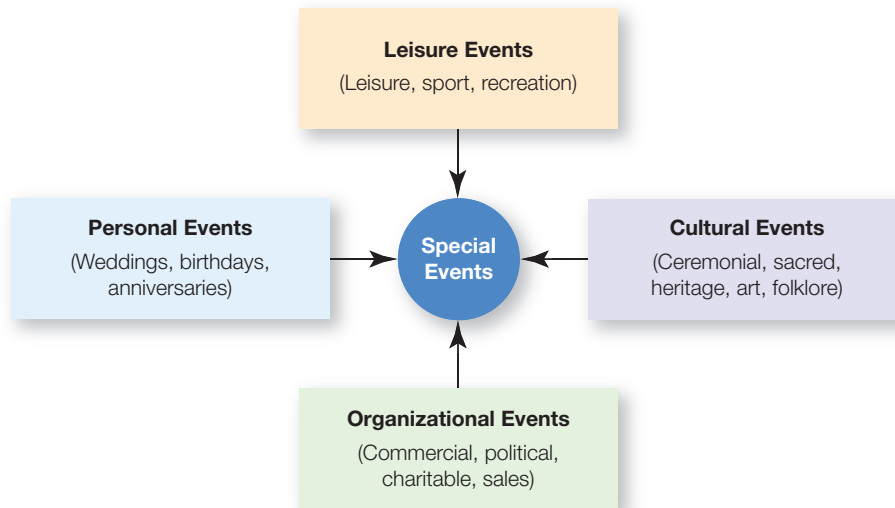 Leisure Events
(Leisure, sport, recreation)
Personal Events
(Weddings, birthdays,
anniversaries)
Special
Events
Cultural Events
(Ceremonial, sacred,
heritage, art, folklore)
Organizational Events
(Commercial, political,
charitable, sales)